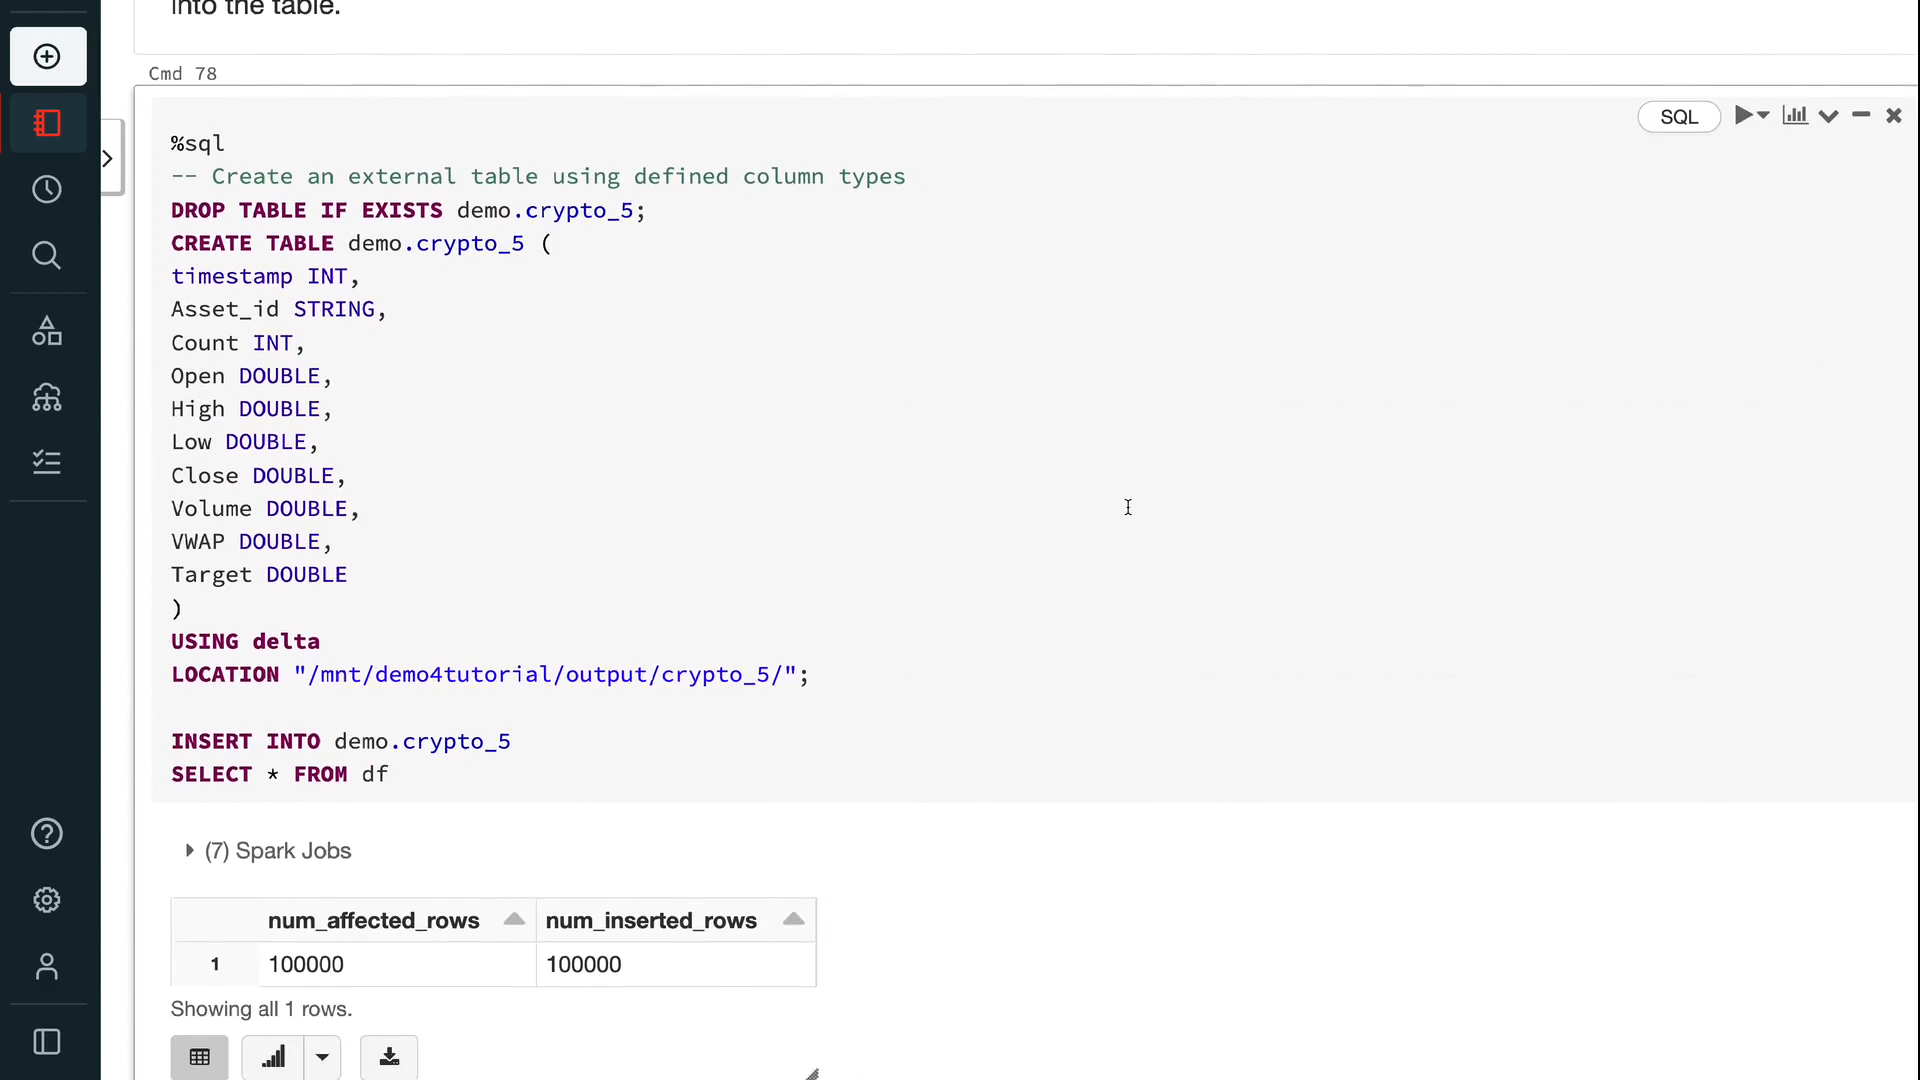 into the table.
Cmd 78
SQL
%sql
-- Create an external table using defined column types
DROP TABLE IF EXISTS demo.crypto_5;
CREATE TABLE demo.crypto_5 (
timestamp INT,
Asset_id STRING,
Count INT,
Open DOUBLE,
High DOUBLE,
Low DOUBLE,
Close DOUBLE,
Volume DOUBLE,
VWAP DOUBLE,
Target DOUBLE
)
USING delta
LOCATION "/mnt/demo4tutorial/output/crypto_5/";
INSERT INTO demo.crypto_5
SELECT * FROM df
(7) Spark Jobs
num_affected_rows num_inserted_rows
1 100000 100000
Showing all 1 rows.